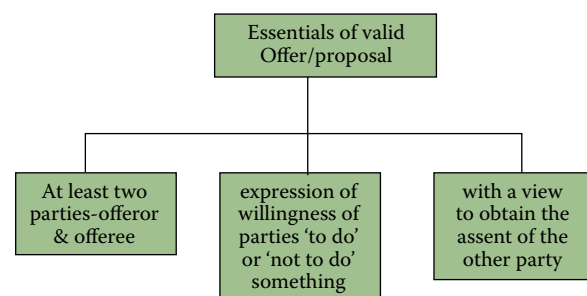 Essentials of valid
Offer/proposal
At least two
parties-offeror
& offeree
expression of
willingness of
parties ‘to do’
or ‘not to do’
something
with a view
to obtain the
assent of the
other party